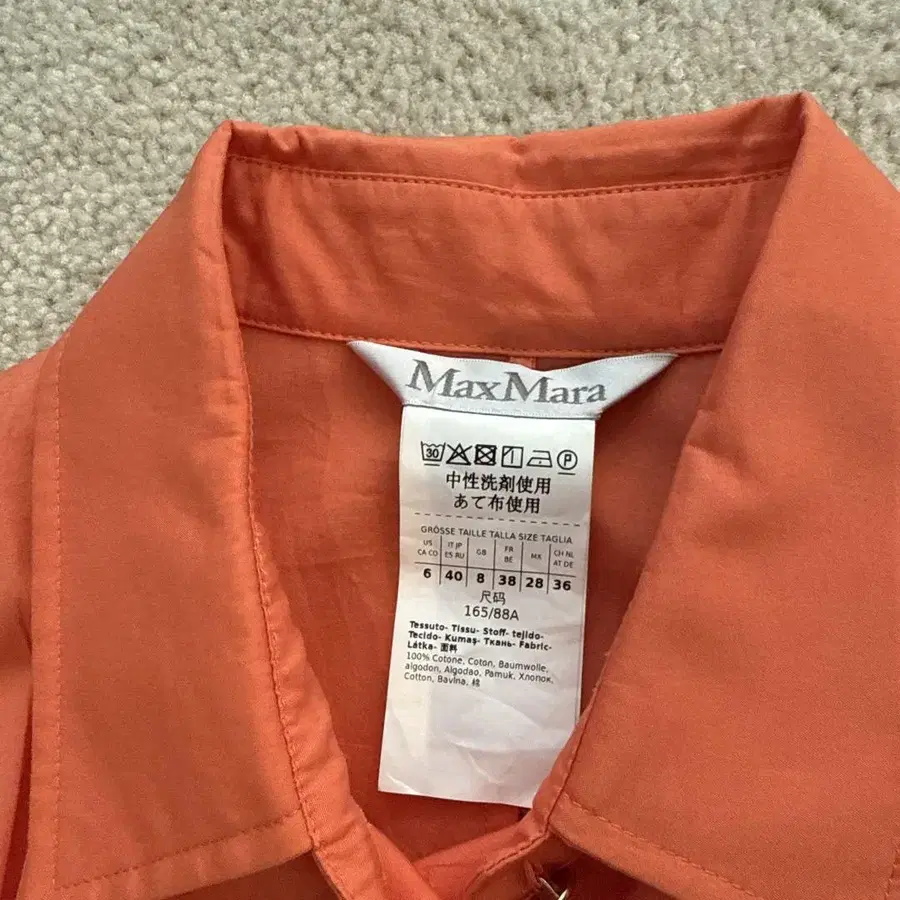 MaxMara
30 P
中性洗剤使用
あて布使用
GRÖSSE TAILLE TALLA SIZE TAGLIA
US CA CO IT JP ES RU GB FR BE MX CH NL AT DE
6 40 8 38 28 36
尺码
165/88A
Tessuto- Tissu- Stoff- tejido-
Tecido- Kumaş- Ткань- Fabric-
Látka- 面料
100% Cotone, Coton, Baumwolle,
algodon, Algodao, Pamuk, Хлопок,
Cotton, Bavlna, 棉